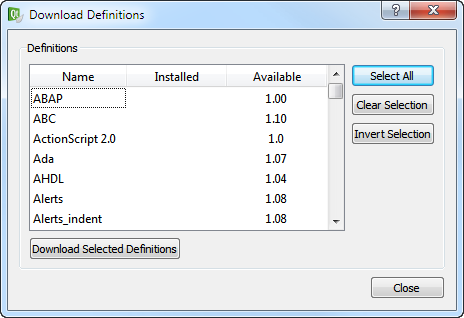 Download Definitions
Definitions
Name Installed Available
ABAP 1.00
ABC 1.10
ActionScript 2.0 1.0
Ada 1.07
AHDL 1.04
Alerts 1.08
Alerts_indent 1.08
Select All
Clear Selection
Invert Selection
Download Selected Definitions
Close